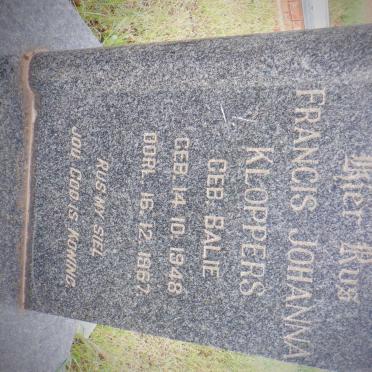 Hier Rus
FRANCIS JOHANNA
KLOPPERS
GEB. BALIE
GEB. 14. 10. 1948
OORL. 16. 12. 1967.
RUS MY SIEL
JOU GOD IS KONING.